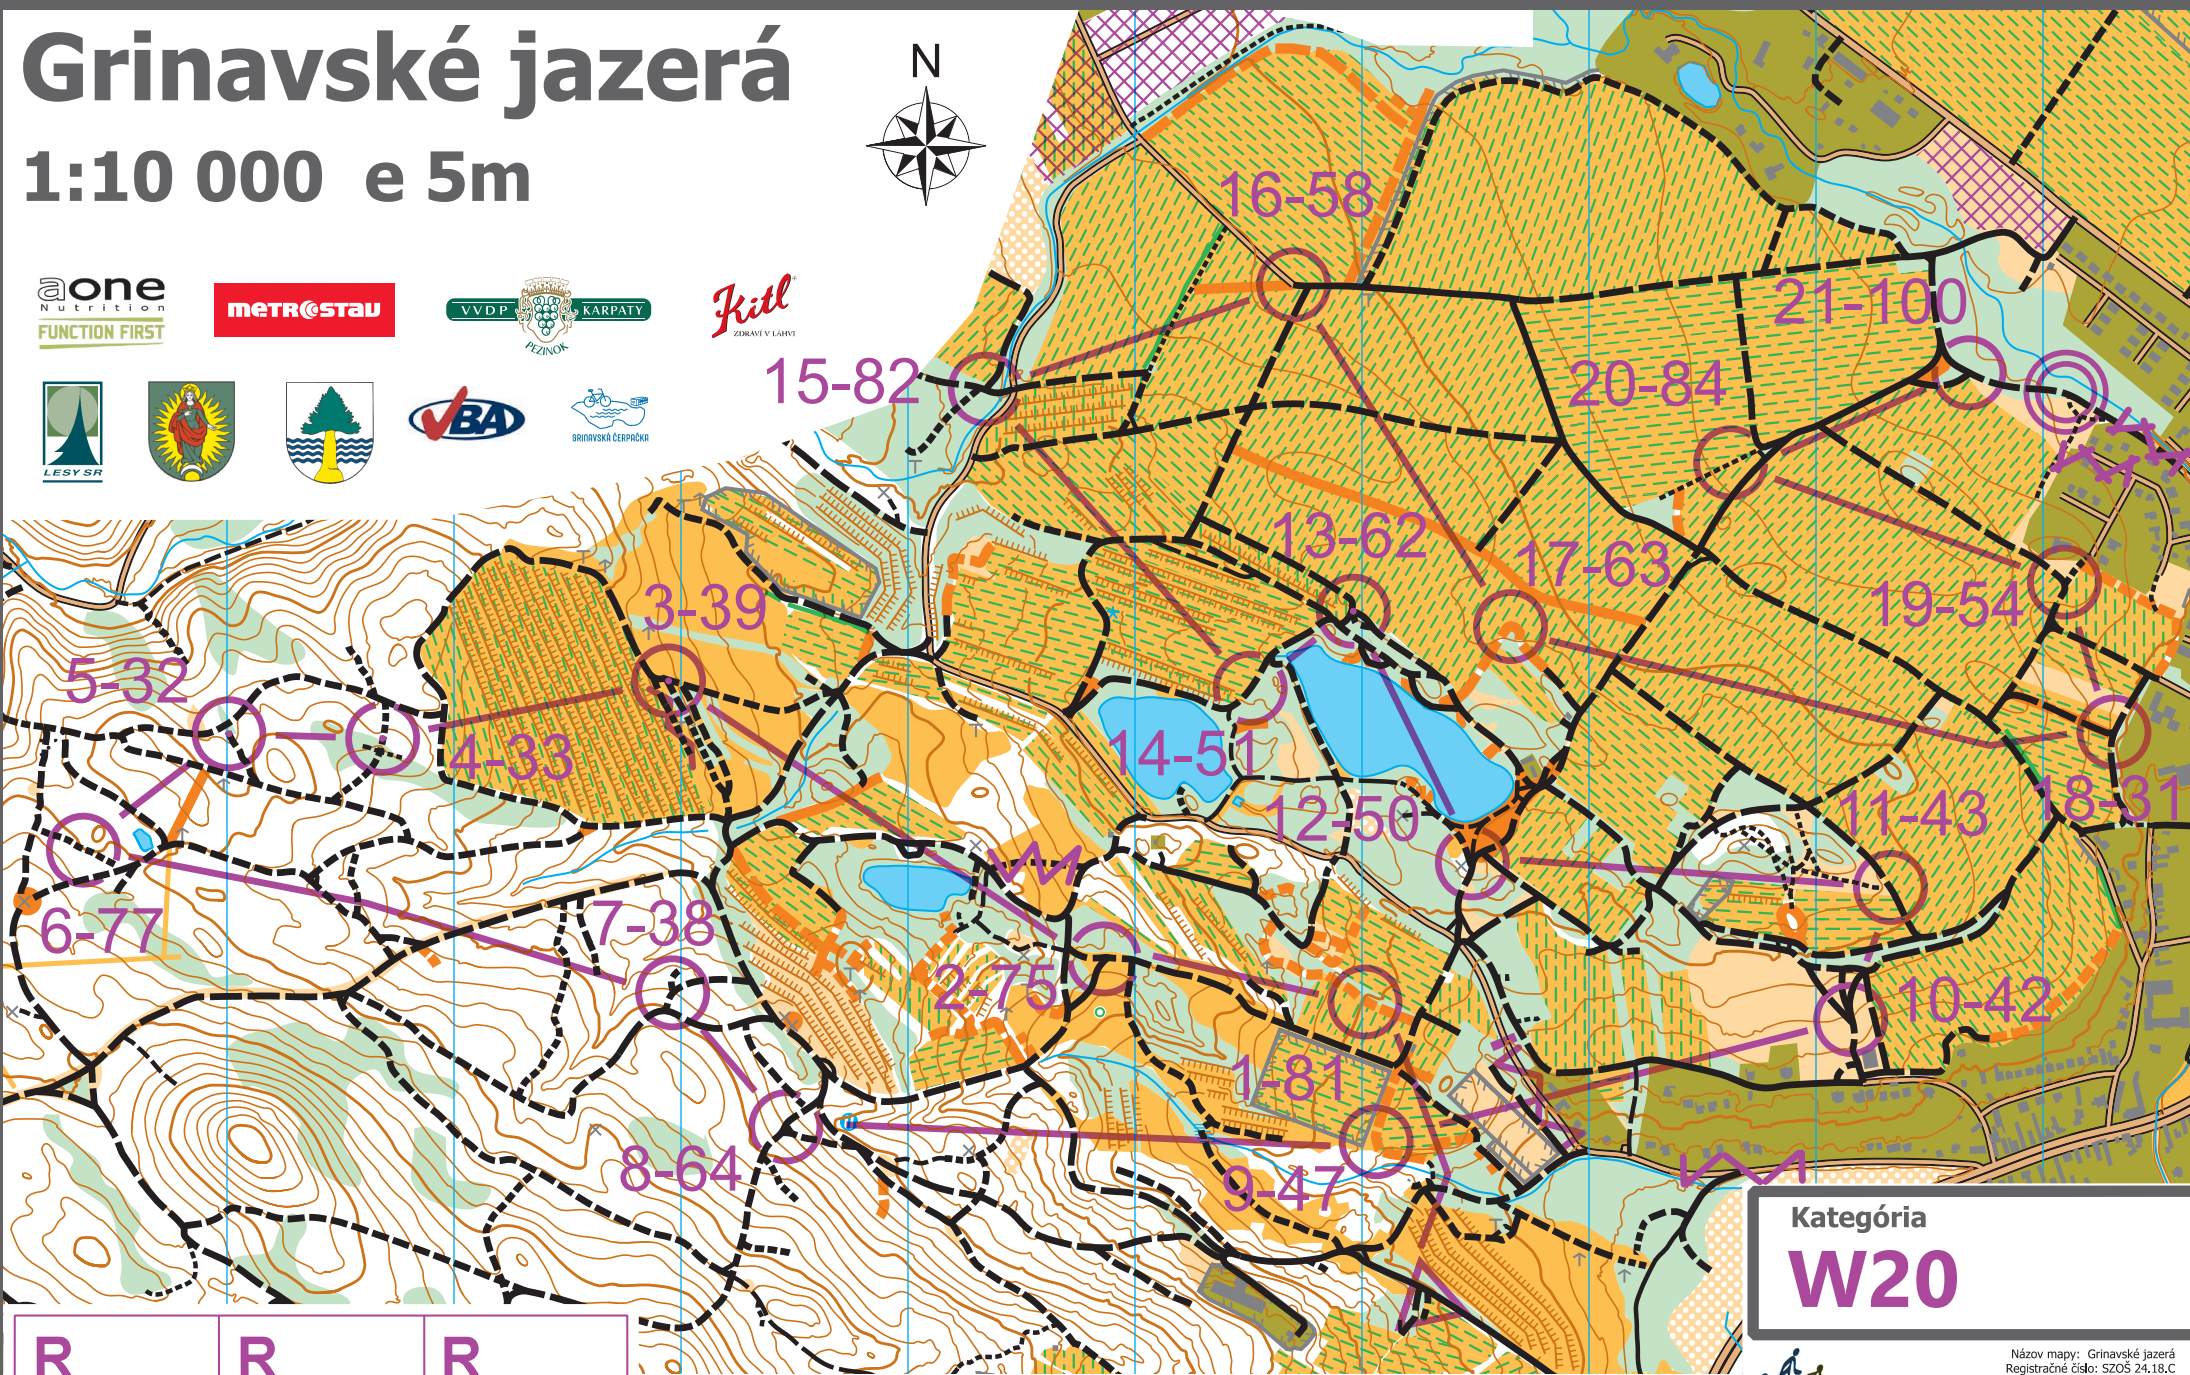 Grinavské jazerá
1:10 000 e 5m
N
aone
Nutrition
FUNCTION FIRST
METROSTAV
VVDP KARPATY
PEZINOK
Kitl
ZDRAVÍ V LÁHVI
LESY SR
VBA
GRINAVSKÁ ČERPAČKA
16-58
21-100
15-82
20-84
13-62
17-63
3-39
19-54
5-32
4-33
14-51
12-50
11-43
18-31
6-77
7-38
2-75
10-42
1-81
8-64
9-47
Kategória
W20
R
R
R
Názov mapy: Grinavské jazerá
Registračné číslo: SZOŠ 24.18.C